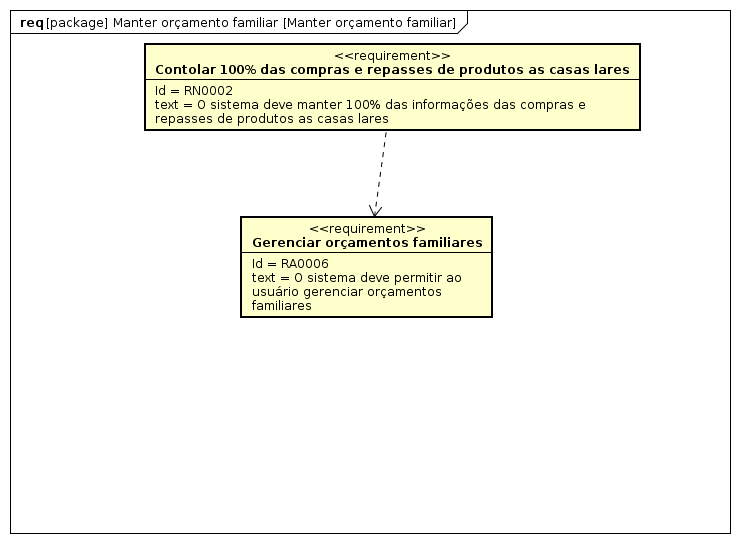 req[package] Manter orçamento familiar [Manter orçamento familiar]
<<requirement>>
Contolar 100% das compras e repasses de produtos as casas lares
Id = RN0002
text = O sistema deve manter 100% das informações das compras e
repasses de produtos as casas lares
<<requirement>>
Gerenciar orçamentos familiares
Id = RA0006
text = O sistema deve permitir ao
usuário gerenciar orçamentos
familiares